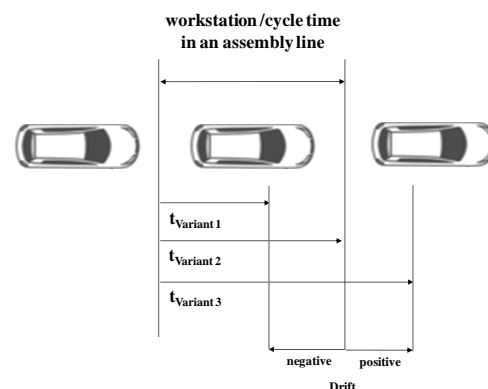 workstation/cycle time
in an assembly line
tVariant 1
tVariant 2
tVariant 3
negative positive
Drift